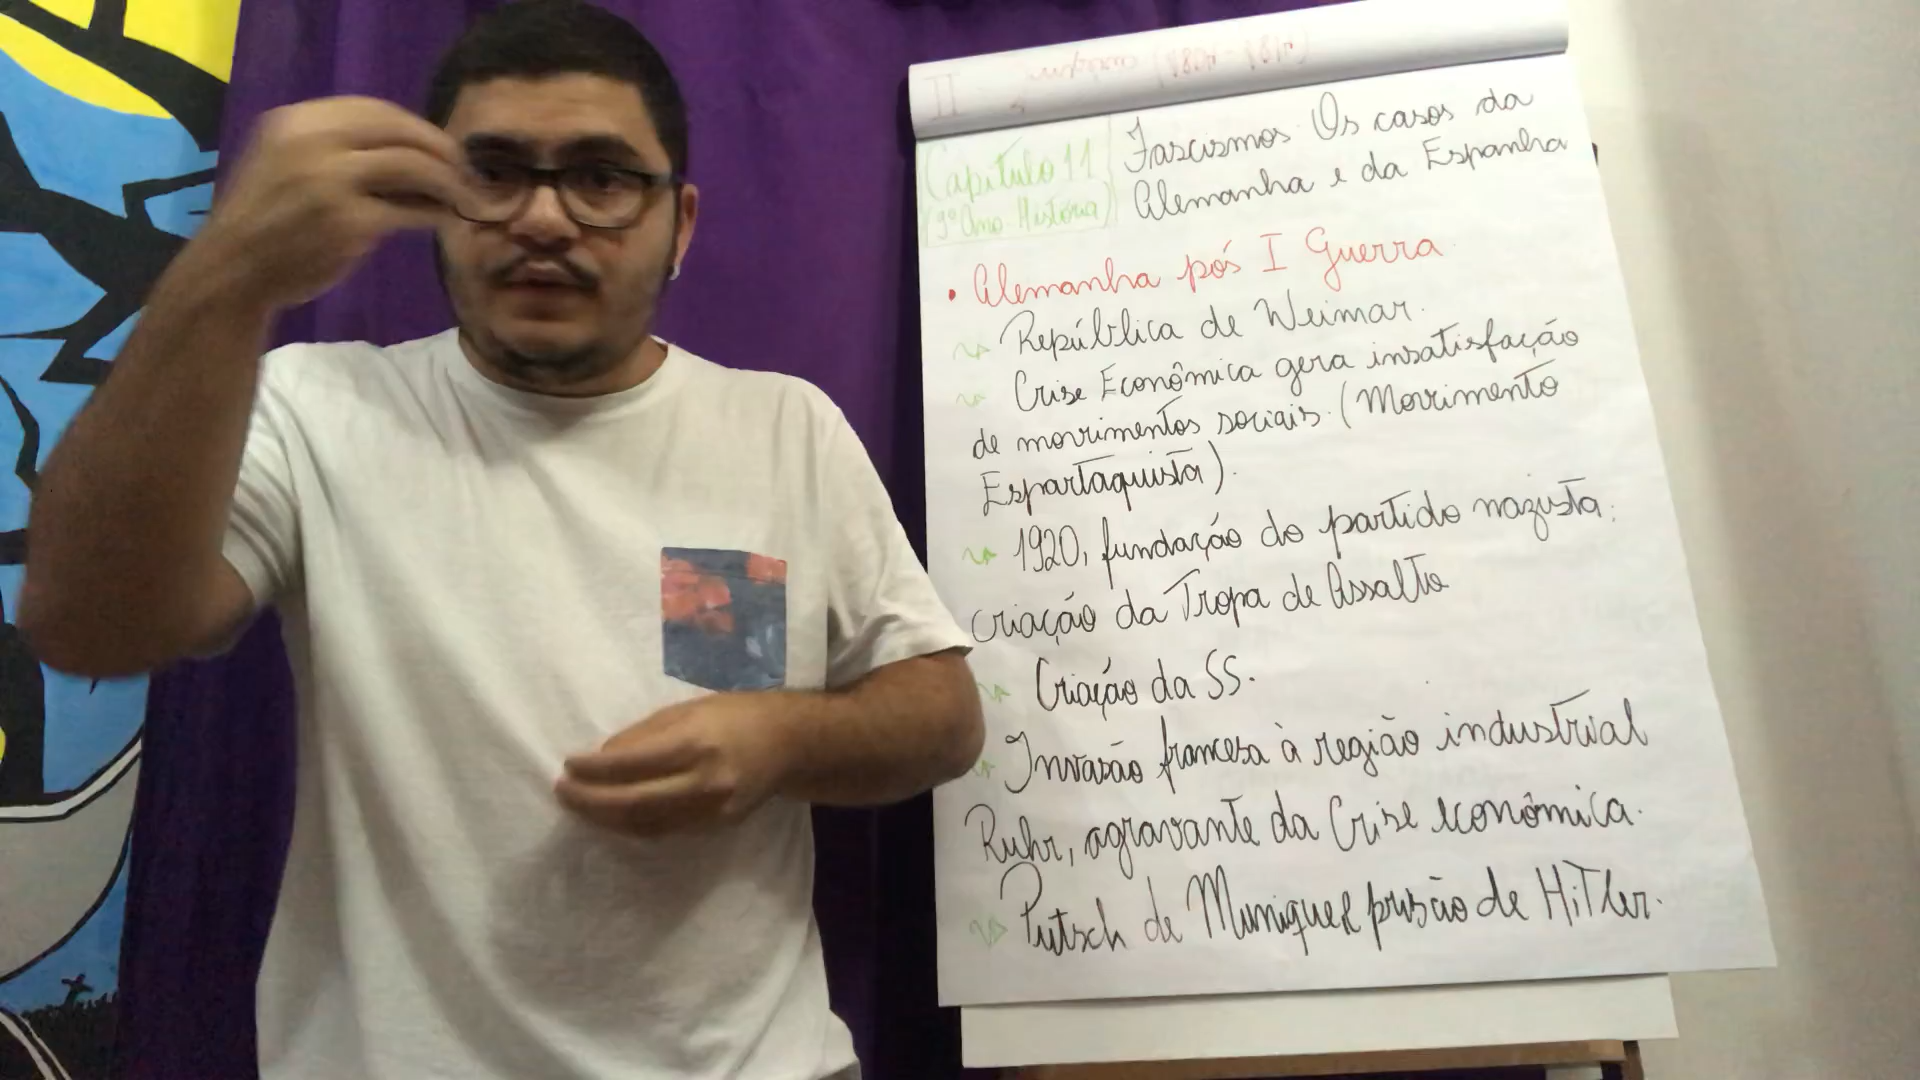 Capítulo 11
(9º Ano História)
Fascismos: Os casos da
Alemanha e da Espanha
• Alemanha pós I Guerra
República de Weimar.
Crise Econômica gera insatisfação
de movimentos sociais. (Movimento
Espartaquista).
1920, fundação do partido nazista:
criação da Tropa de Assalto
Criação da SS.
Invasão francesa à região industrial
Ruhr, agravante da Crise econômica.
Putsch de Munique prisão de Hitler.